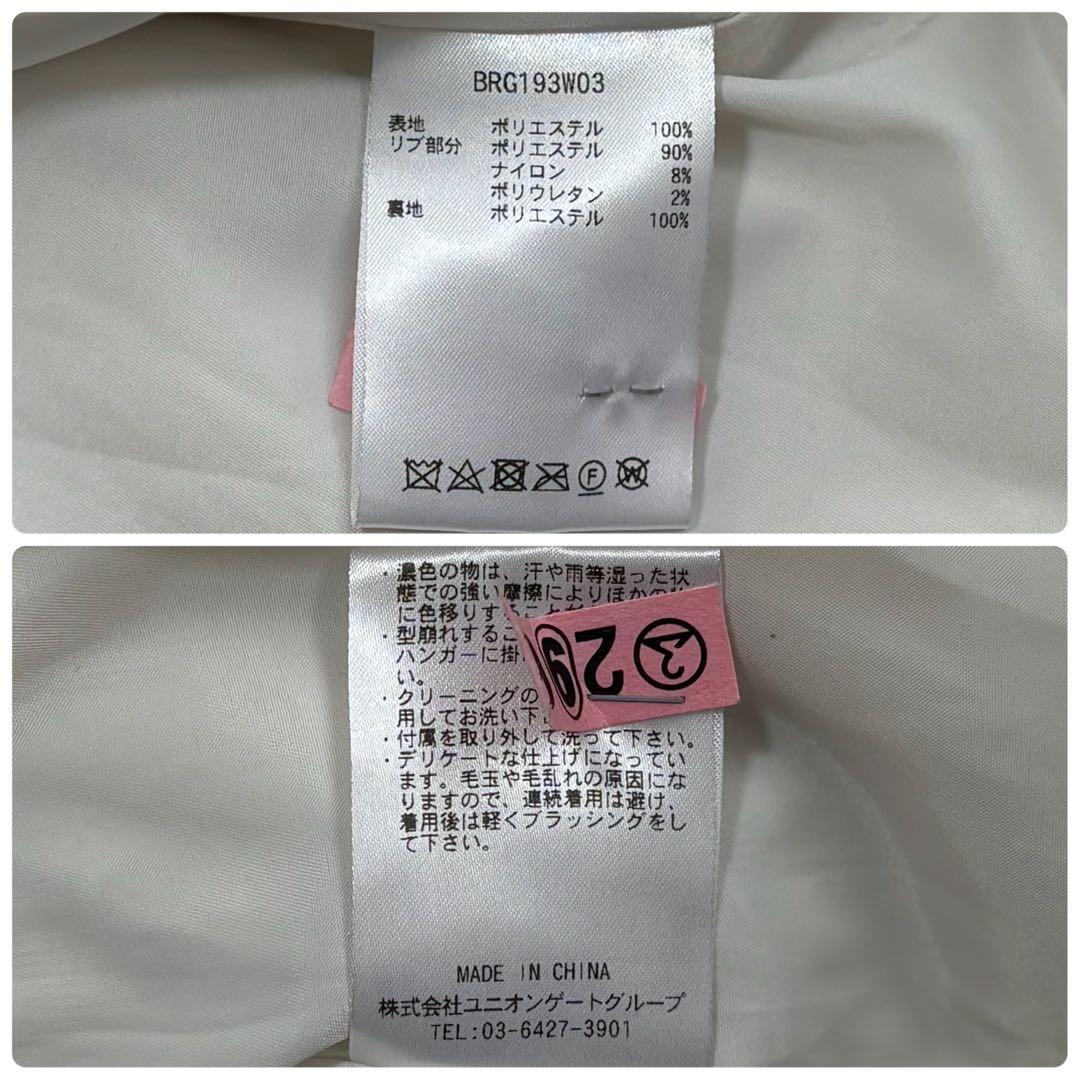 BRG193W03
表地 ポリエステル 100%
リブ部分 ポリエステル 90%
ナイロン 8%
ポリウレタン 2%
裏地 ポリエステル 100%
F
W
・濃色の物は、汗や雨等湿った状
態での強い摩擦によりほかの
に色移りす
・型崩れするこ
ハンガーに掛
い。
・クリーニングの
用してお洗い下さ
・付属を取り外して洗って下さい。
・デリケートな仕上げになってい
ます。毛玉や毛乱れの原因にな
りますので、連続着用は避け、
着用後は軽くブラッシングをし
て下さい。
3 2 9
MADE IN CHINA
株式会社ユニオンゲートグループ
TEL:03-6427-3901